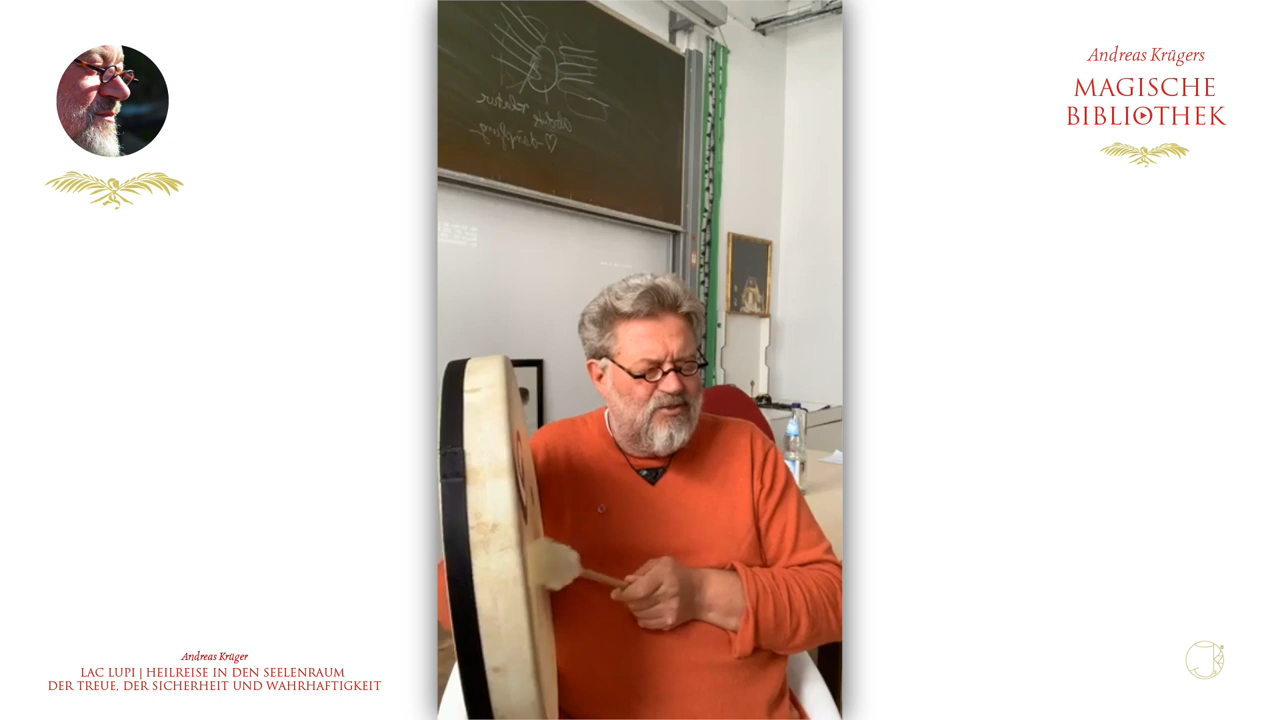 Andreas Krügers
MAGISCHE
BIBLIOTHEK
Andreas Krüger
LAC LUPI | HEILREISE IN DEN SEELENRAUM
DER TREUE, DER SICHERHEIT UND WAHRHAFTIGKEIT